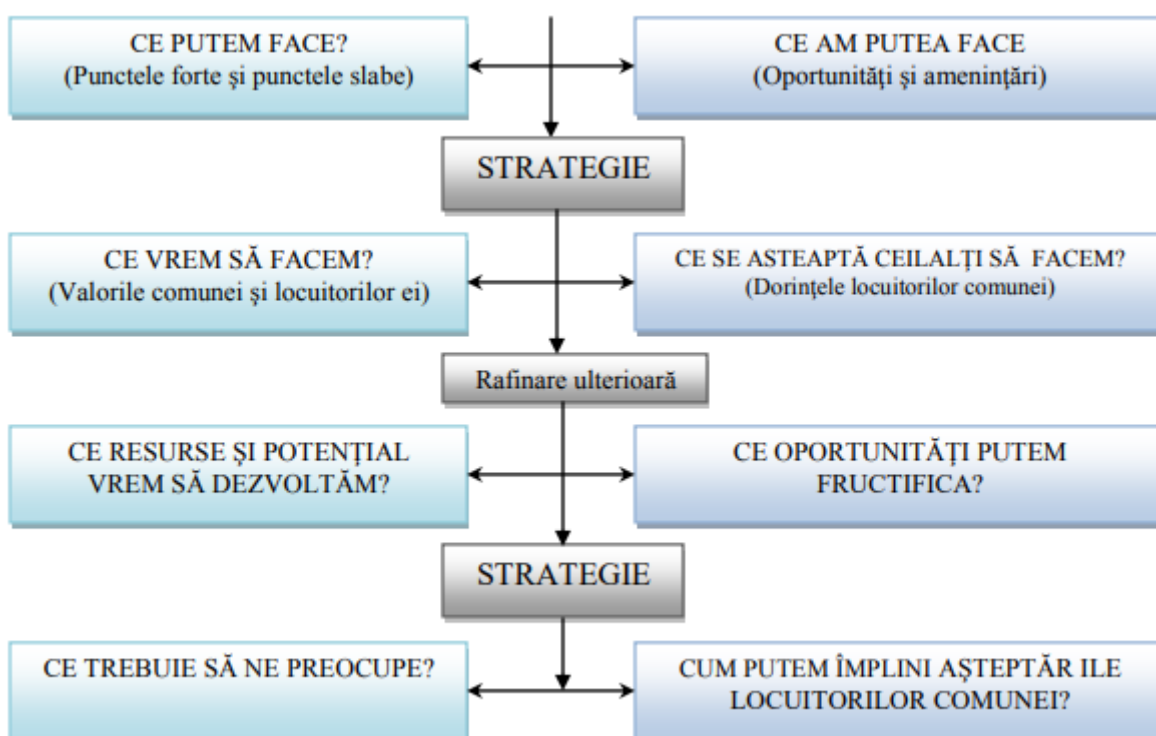 CE PUTEM FACE?
(Punctele forte şi punctele slabe)
CE AM PUTEA FACE
(Oportunităţi şi ameninţări)
STRATEGIE
CE VREM SĂ FACEM?
(Valorile comunei şi locuitorilor ei)
CE SE ASTEAPTĂ CEILALŢI SĂ FACEM?
(Dorinţele locuitorilor comunei)
Rafinare ulterioară
CE RESURSE ŞI POTENŢIAL
VREM SĂ DEZVOLTĂM?
CE OPORTUNITĂŢI PUTEM
FRUCTIFICA?
STRATEGIE
CE TREBUIE SĂ NE PREOCUPE?
CUM PUTEM ÎMPLINI AŞTEPTĂR ILE
LOCUITORILOR COMUNEI?